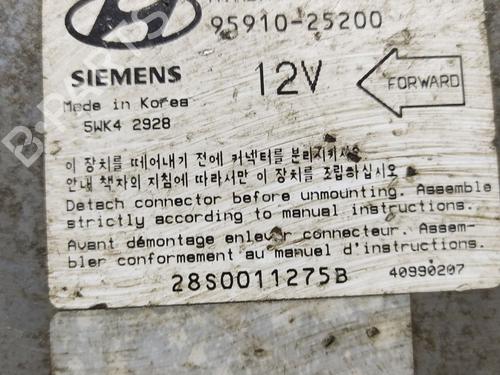 95910-25200
SIEMENS
12V
FORWARD
Made in Korea
5WK4 2928
이 장치를 떼어내기 전에 커넥터를 분리시키시오
안내 책자의 지침에 따라서만 이 장치를 조립하십시오
Detach connector before unmounting. Assemble
strictly according to manual instructions.
Avant démontage enlever connecteur. Assem-
bler conformement au manuel d'instructions.
28S0011275B
40990207